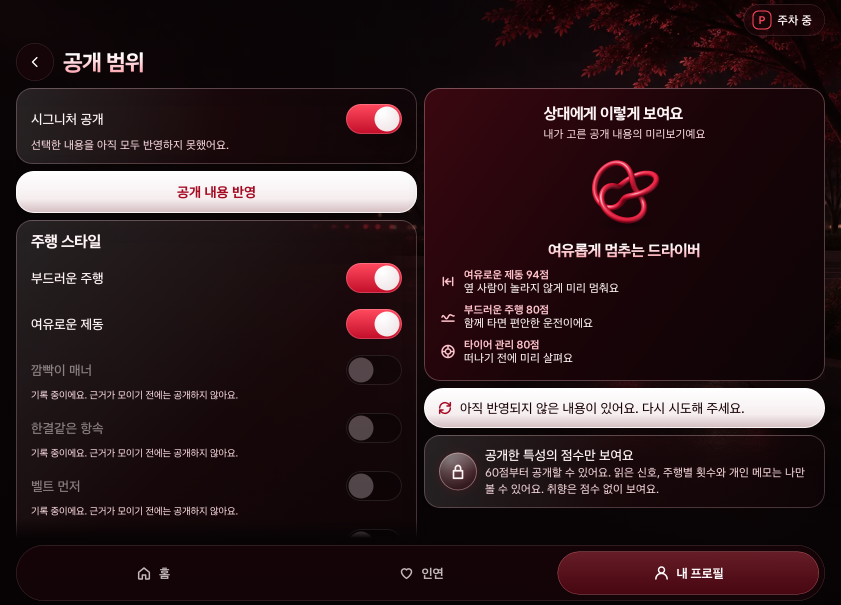 P 주차 중
공개 범위
시그니처 공개
선택한 내용을 아직 모두 반영하지 못했어요.
공개 내용 반영
주행 스타일
부드러운 주행
여유로운 제동
깜빡이 매너
기록 중이에요. 근거가 모이기 전에는 공개하지 않아요.
한결같은 항속
기록 중이에요. 근거가 모이기 전에는 공개하지 않아요.
벨트 먼저
기록 중이에요. 근거가 모이기 전에는 공개하지 않아요.
상대에게 이렇게 보여요
내가 고른 공개 내용의 미리보기예요
여유롭게 멈추는 드라이버
여유로운 제동 94점
옆 사람이 놀라지 않게 미리 멈춰요
부드러운 주행 80점
함께 타면 편안한 운전이에요
타이어 관리 80점
떠나기 전에 미리 살펴요
아직 반영되지 않은 내용이 있어요. 다시 시도해 주세요.
공개한 특성의 점수만 보여요
60점부터 공개할 수 있어요. 읽은 신호, 주행별 횟수와 개인 메모는 나만
볼 수 있어요. 취향은 점수 없이 보여요.
홈
인연
내 프로필